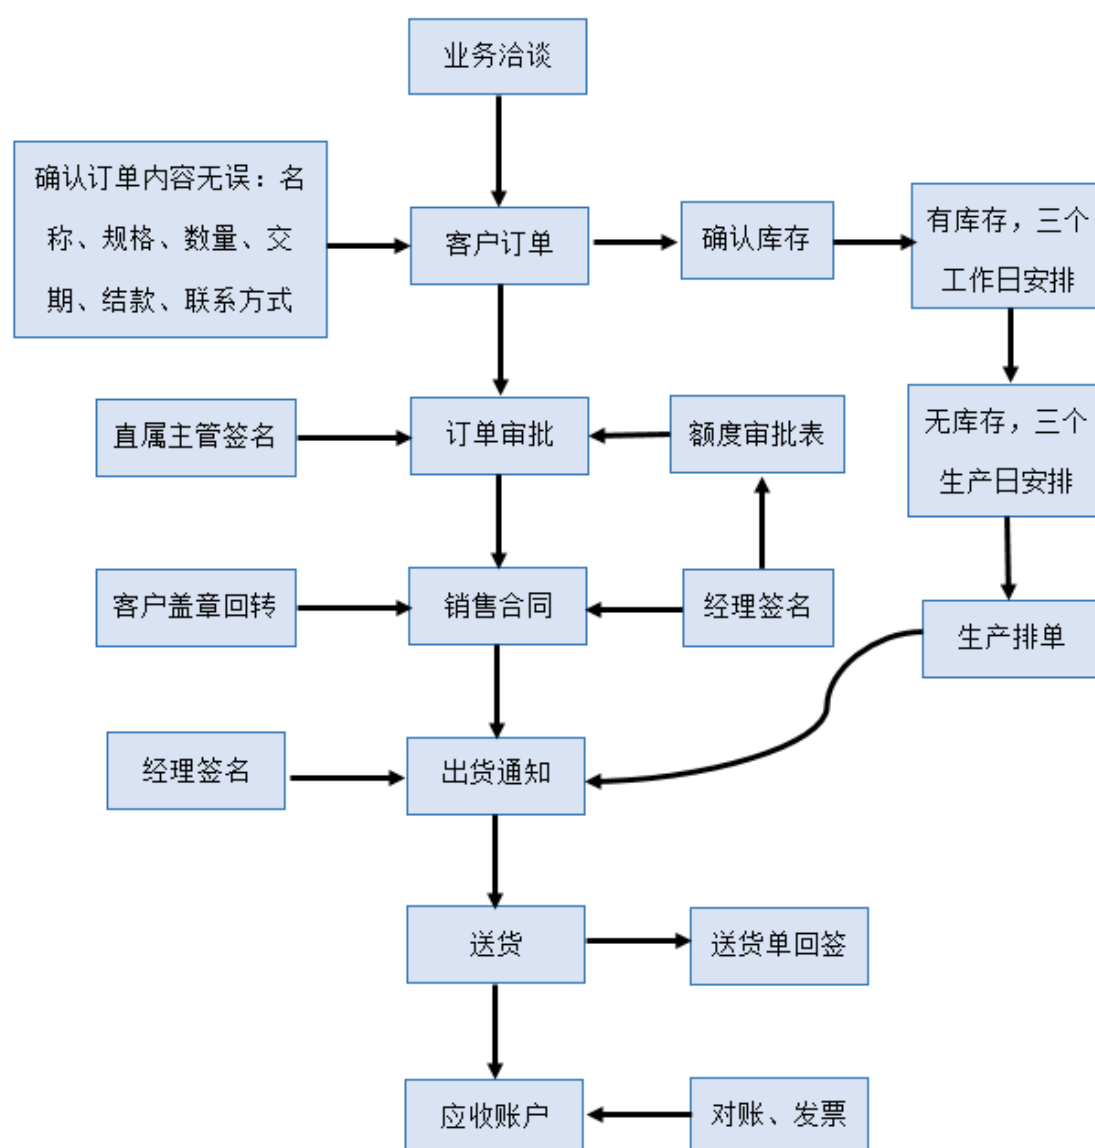 业务洽谈
确认订单内容无误：名
称、规格、数量、交
期、结款、联系方式
客户订单
确认库存
有库存，三个
工作日安排
直属主管签名
订单审批
额度审批表
无库存，三个
生产日安排
客户盖章回转
销售合同
经理签名
生产排单
经理签名
出货通知
送货
送货单回签
应收账户
对账、发票